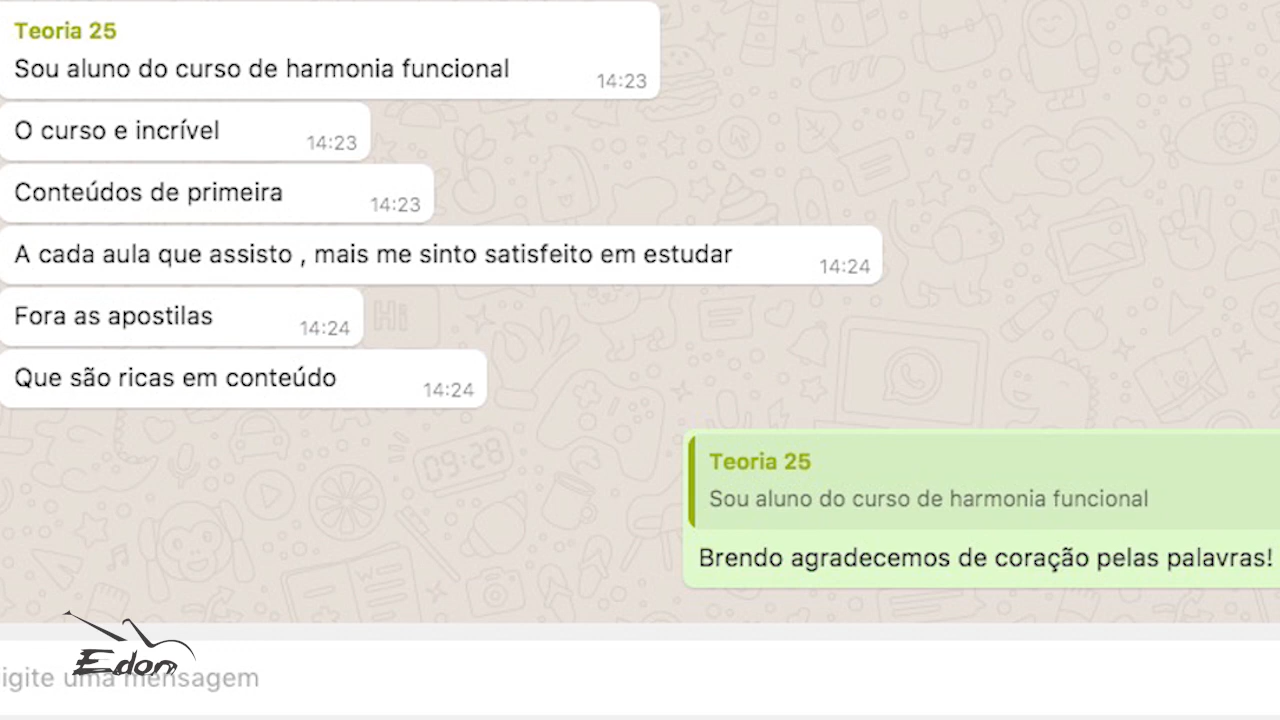 Teoria 25
Sou aluno do curso de harmonia funcional
14:23
O curso e incrível
14:23
Conteúdos de primeira
14:23
A cada aula que assisto , mais me sinto satisfeito em estudar
14:24
Fora as apostilas
14:24
Que são ricas em conteúdo
14:24
Teoria 25
Sou aluno do curso de harmonia funcional
Brendo agradecemos de coração pelas palavras!
Edon
igite uma mensagem